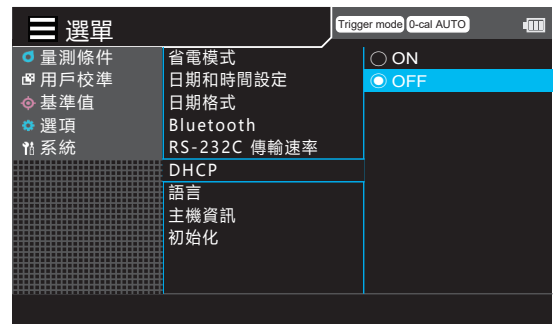 選單
Trigger mode 0-cal AUTO
量測條件
用戶校準
基準值
選項
系統
省電模式
日期和時間設定
日期格式
Bluetooth
RS-232C 傳輸速率
DHCP
語言
主機資訊
初始化
ON
OFF